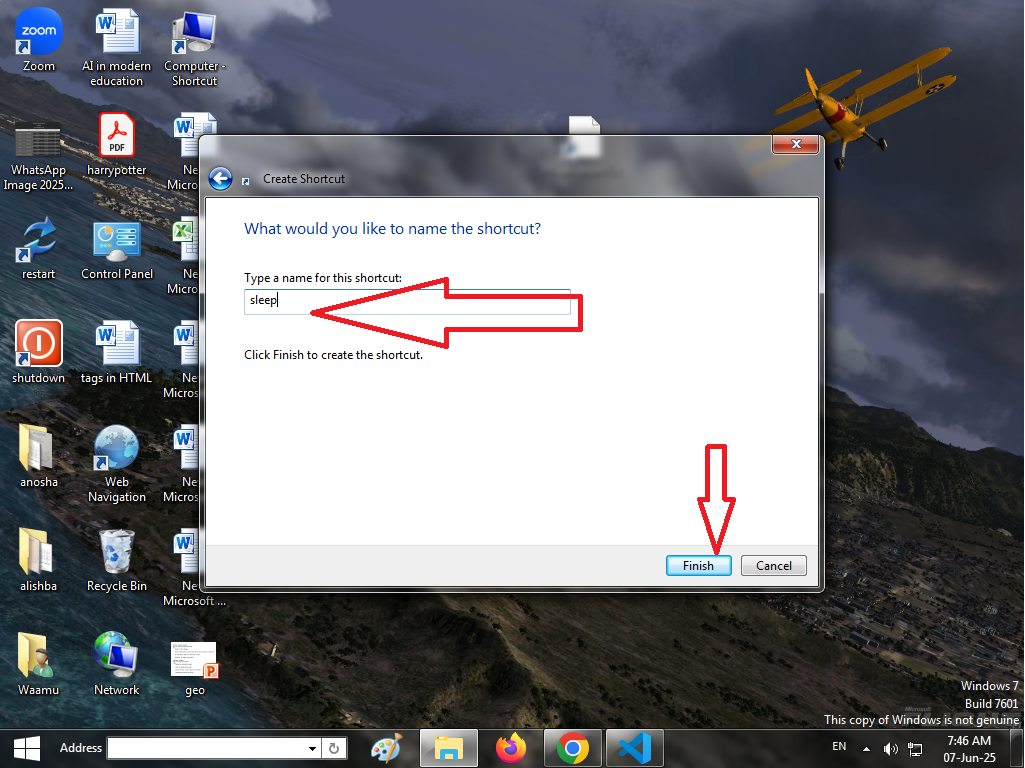 zoom
Zoom
AI in modern
education
Computer -
Shortcut
WhatsApp
Image 2025...
PDF
harrypotter
Ne
Micros
restart
Control Panel
Ne
Micros
shutdown
tags in HTML
Ne
Micros
anosha
Web
Navigation
Ne
Micros
alishba
Recycle Bin
Ne
Microsoft ...
Waamu
Network
geo
Create Shortcut
What would you like to name the shortcut?
Type a name for this shortcut:
sleep
Click Finish to create the shortcut.
Finish
Cancel
Windows 7
Build 7601
This copy of Windows is not genuine
Address
EN
7:46 AM
07-Jun-25